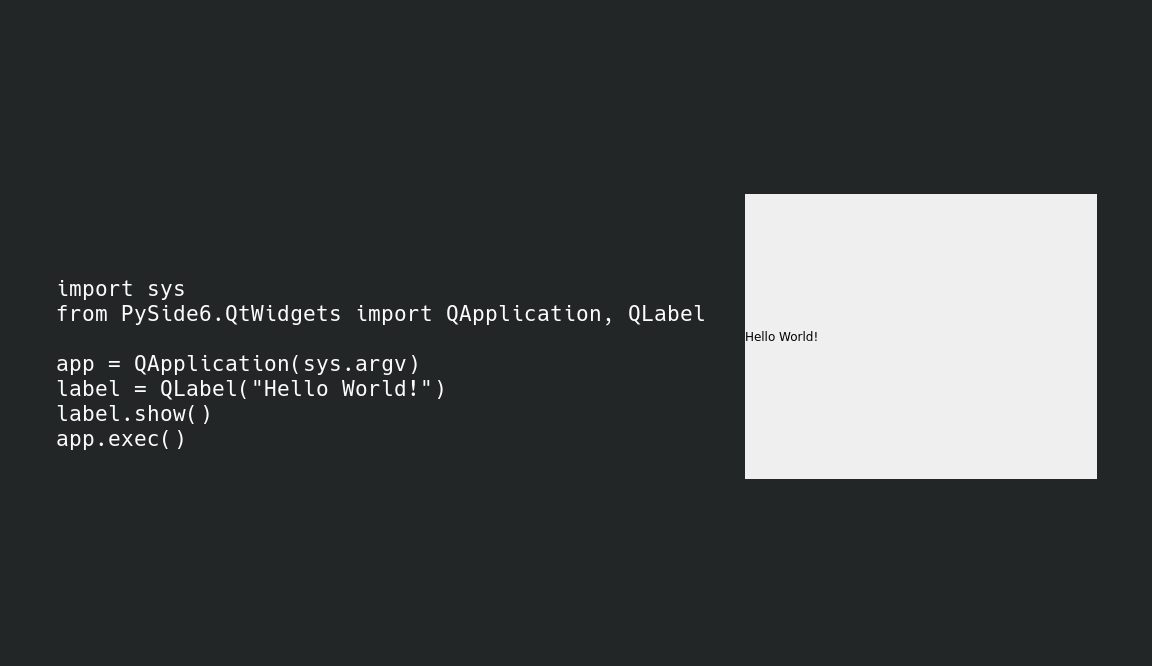 import sys
from PySide6.QtWidgets import QApplication, QLabel
app = QApplication(sys.argv)
label = QLabel("Hello World!")
label.show()
app.exec()
Hello World!